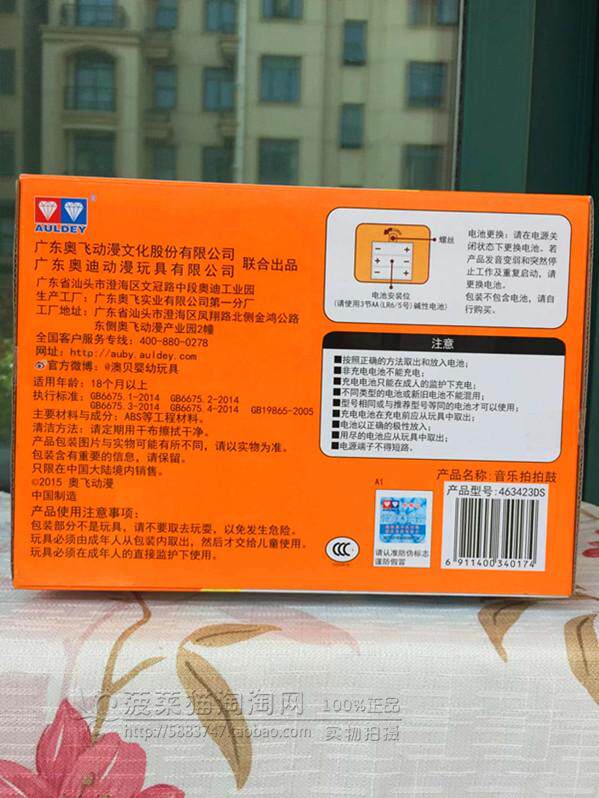 AULDEY
广东奥飞动漫文化股份有限公司
广东奥迪动漫玩具有限公司
联合出品
广东省汕头市澄海区文冠路中段奥迪工业园
生产工厂:广东奥飞实业有限公司第一分厂
工厂地址:广东省汕头市澄海区凤翔路北侧金鸿公路
东侧奥飞动漫产业园2幢
全国客户服务专线:400-880-0278
网址:http://auby.auldey.com
官方微博:@澳贝婴幼玩具
适用年龄:18个月以上
执行标准:GB6675.1-2014 GB6675.2-2014
GB6675.3-2014 GB6675.4-2014 GB19865-2005
主要材料与成分:ABS等工程材料。
清洁方法:请定期用干布擦拭干净。
产品包装图片与实物可能有所不同,请以实物为准。
包装含有重要的信息,请保留。
只限在中国大陆境内销售。
©2015 奥飞动漫
中国制造
产品使用注意事项:
包装部分不是玩具,请不要取去玩耍,以免发生危险。
玩具必须由成年人从包装内取出,然后才交给儿童使用。
玩具必须在成年人的直接监护下使用。
螺丝
电池安装位
(请使用3节AA(LR6/5号)碱性电池)
电池更换:请在电源关
闭状态下更换电池。若
产品发音变弱和突然停
止工作及重复启动,请
更换电池。
包装不包含电池,请自
行购买。
注意
■按照正确的方法取出和放入电池;
■非充电电池不能充电;
■充电电池只能在成人的监护下充电;
■不同类型的电池或新旧电池不能混用;
■型号相同或与推荐型号等同的电池才可以使用;
■充电电池在充电前应从玩具中取出;
■电池以正确的极性放入;
■用尽的电池应从玩具中取出;
■电源端子不得短路。
产品名称:音乐拍拍鼓
产品型号:463423DS
6 911400 340174
A1
请认准防伪标志
谨防假冒
CCC
菠菜猫淘淘网 100%正品
http://5883747.taobao.com 实物拍摄